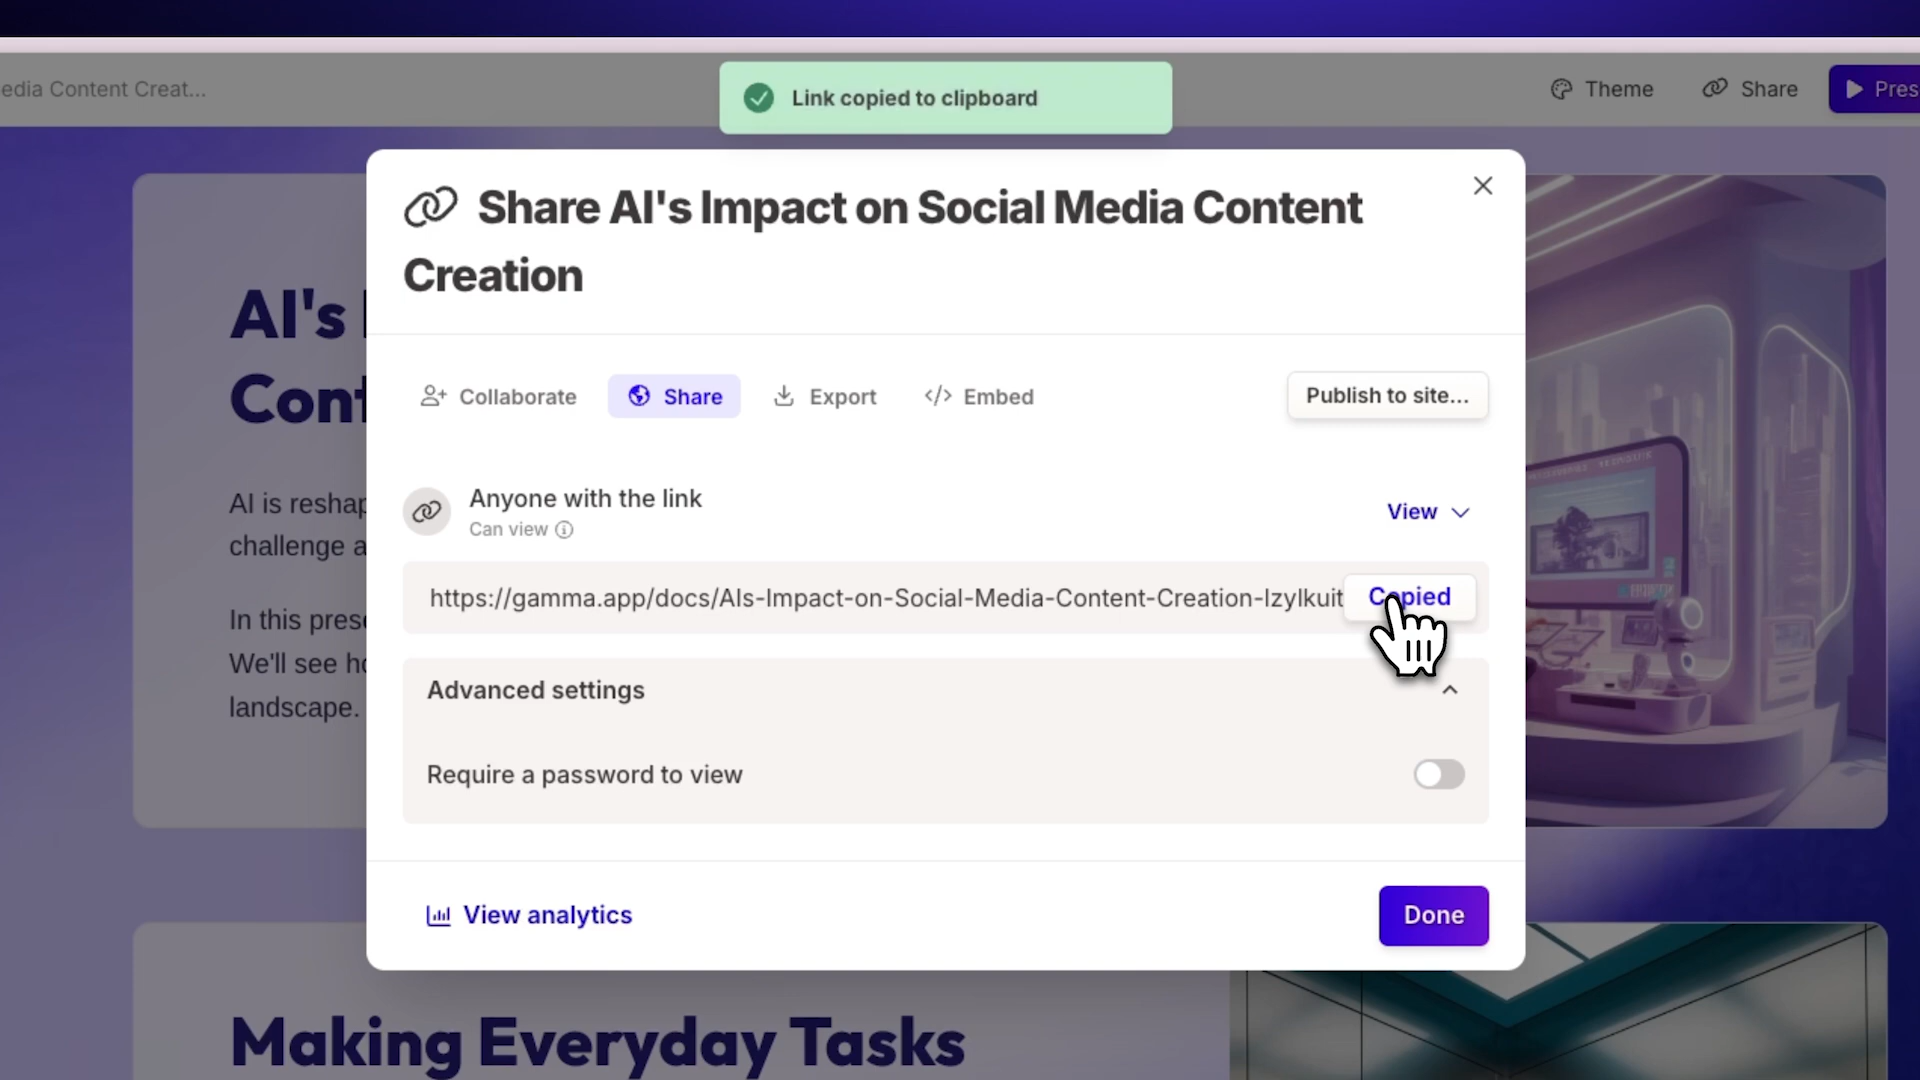 edia Content Creat...
Link copied to clipboard
Theme
Share
Pres
Share AI's Impact on Social Media Content
Creation
Collaborate
Share
Export
Embed
Publish to site...
Anyone with the link
Can view
View
https://gamma.app/docs/AIs-Impact-on-Social-Media-Content-Creation-lzylkuit
Copied
Advanced settings
Require a password to view
View analytics
Done
AI's
Cont
AI is reshap
challenge a
In this prese
We'll see ho
landscape.
Making Everyday Tasks